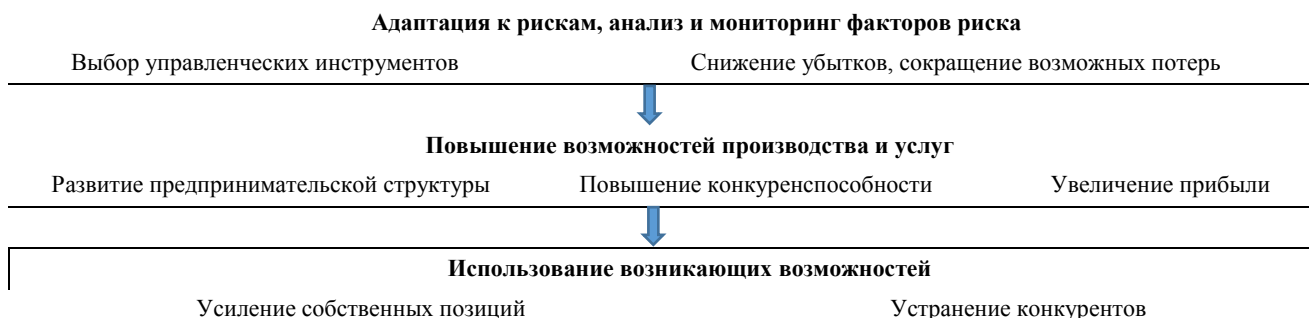 Адаптация к рискам, анализ и мониторинг факторов риска
Выбор управленческих инструментов Снижение убытков, сокращение возможных потерь
Повышение возможностей производства и услуг
Развитие предпринимательской структуры Повышение конкуренспособности Увеличение прибыли
Использование возникающих возможностей
Усиление собственных позиций Устранение конкурентов